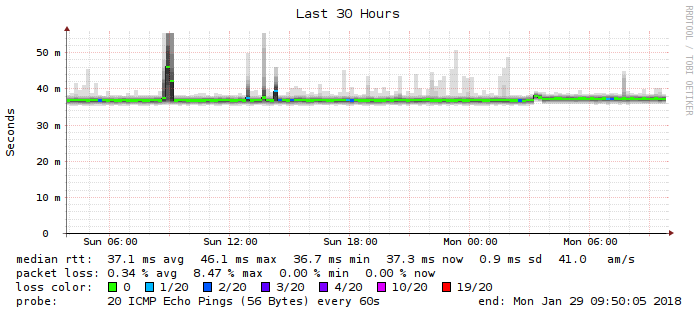 Last 30 Hours
RRDTOOL / TOBI OETIKER
Seconds
50 m
40 m
30 m
20 m
10 m
0
Sun 06:00 Sun 12:00 Sun 18:00 Mon 00:00 Mon 06:00
median rtt: 37.1 ms avg 46.1 ms max 36.7 ms min 37.3 ms now 0.9 ms sd 41.0 am/s
packet loss: 0.34 % avg 8.47 % max 0.00 % min 0.00 % now
loss color: 0 1/20 2/20 3/20 4/20 10/20 19/20
probe: 20 ICMP Echo Pings (56 Bytes) every 60s end: Mon Jan 29 09:50:05 2018